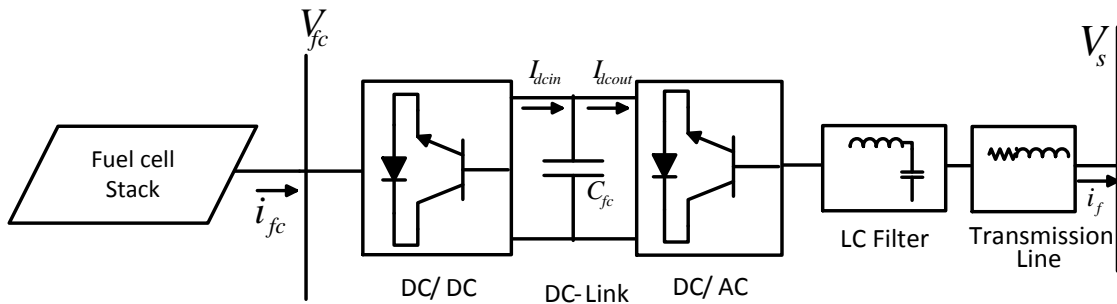 V_fc
V_s
I_dcin
I_dcout
Fuel cell
Stack
C_fc
i_fc
i_f
LC Filter
Transmission
Line
DC/ DC
DC-Link
DC/ AC